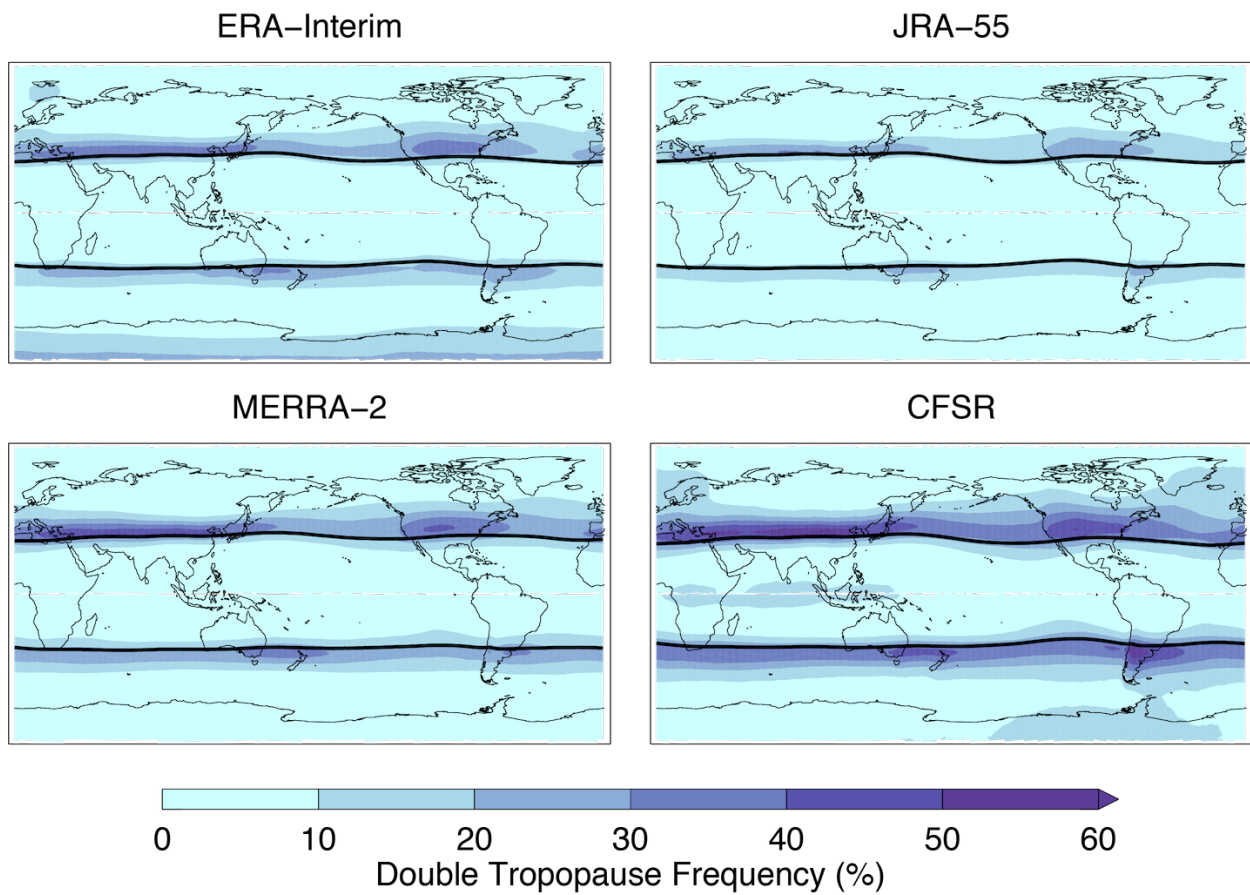 ERA−Interim
JRA−55
MERRA−2
CFSR
0 10 20 30 40 50 60
Double Tropopause Frequency (%)